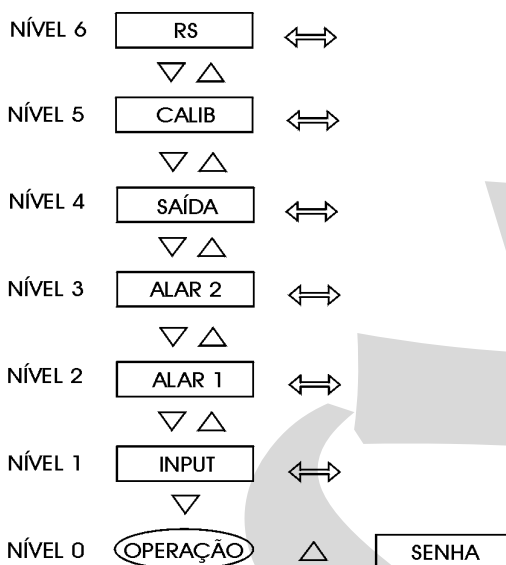 NÍVEL 6 RS
NÍVEL 5 CALIB
NÍVEL 4 SAÍDA
NÍVEL 3 ALAR 2
NÍVEL 2 ALAR 1
NÍVEL 1 INPUT
NÍVEL 0 OPERAÇÃO SENHA